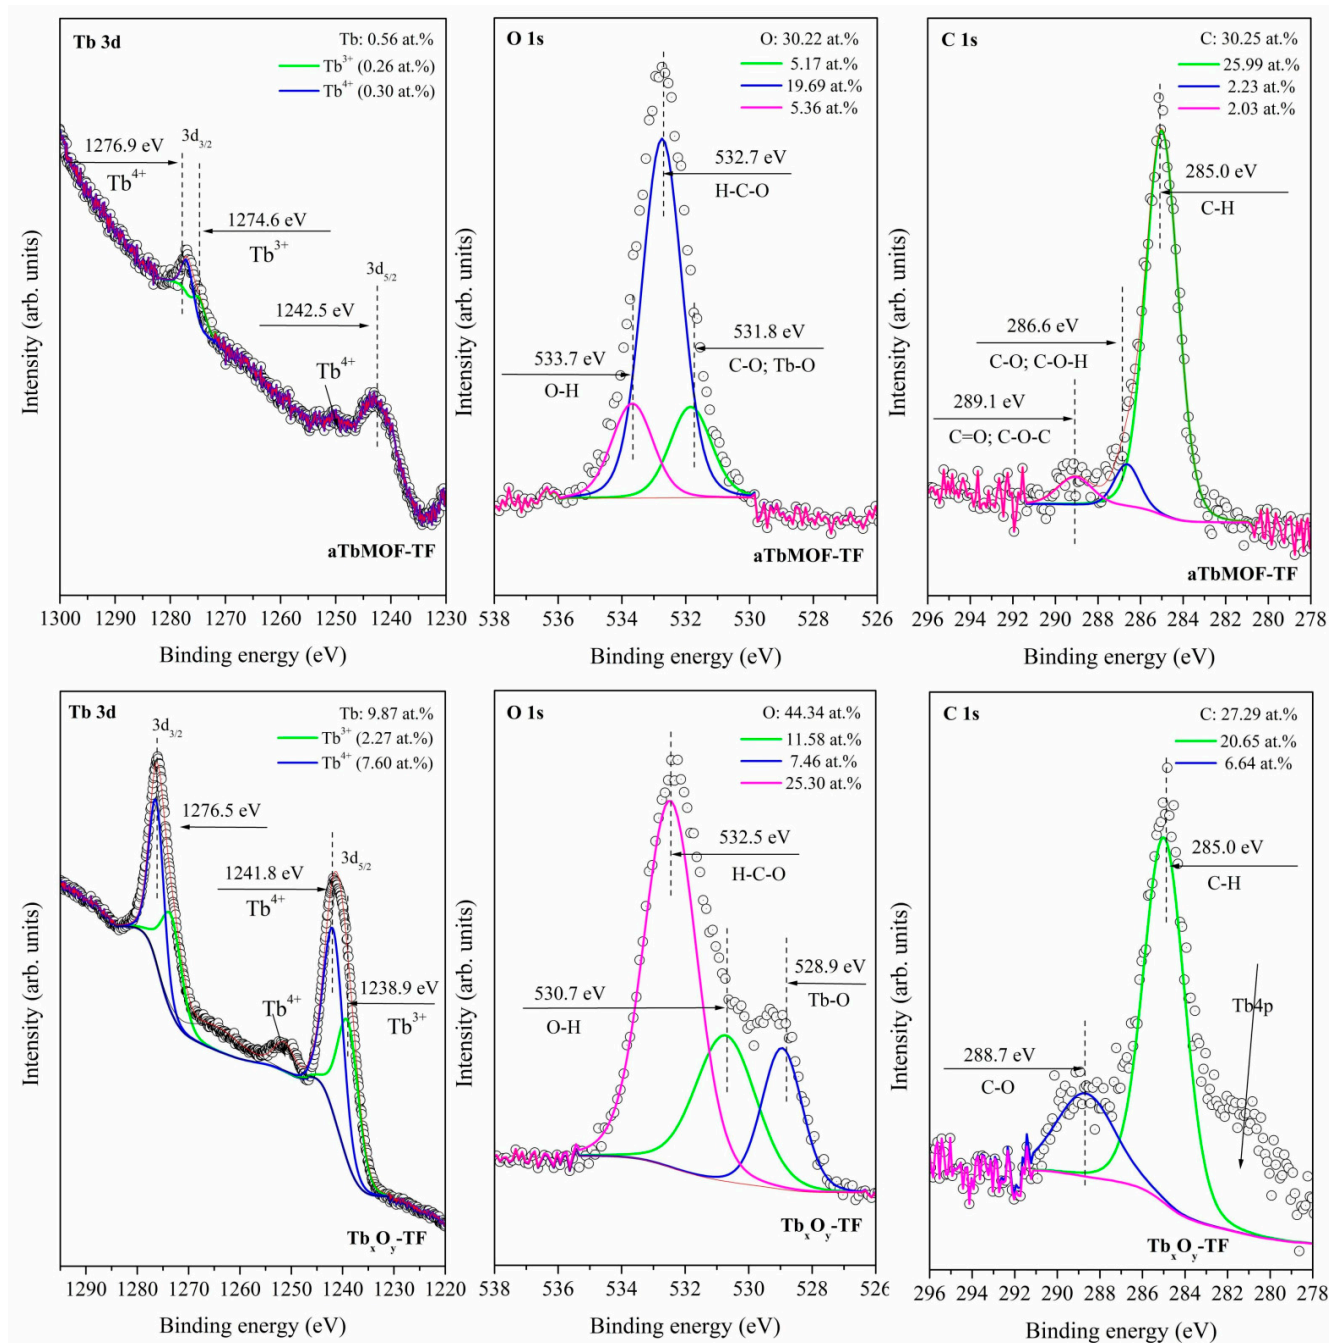 Tb 3d
Tb: 0.56 at.%
Tb³⁺ (0.26 at.%)
Tb⁴⁺ (0.30 at.%)
3d₃/₂
1276.9 eV
Tb⁴⁺
1274.6 eV
Tb³⁺
3d₅/₂
1242.5 eV
Tb⁴⁺
aTbMOF-TF
1300 1290 1280 1270 1260 1250 1240 1230
Binding energy (eV)
Intensity (arb. units)
O 1s
O: 30.22 at.%
5.17 at.%
19.69 at.%
5.36 at.%
532.7 eV
H-C-O
531.8 eV
C-O; Tb-O
533.7 eV
O-H
aTbMOF-TF
538 536 534 532 530 528 526
Binding energy (eV)
Intensity (arb. units)
C 1s
C: 30.25 at.%
25.99 at.%
2.23 at.%
2.03 at.%
285.0 eV
C-H
286.6 eV
C-O; C-O-H
289.1 eV
C=O; C-O-C
aTbMOF-TF
296 294 292 290 288 286 284 282 280 278
Binding energy (eV)
Intensity (arb. units)
Tb 3d
Tb: 9.87 at.%
Tb³⁺ (2.27 at.%)
Tb⁴⁺ (7.60 at.%)
3d₃/₂
1276.5 eV
1241.8 eV
Tb⁴⁺
3d₅/₂
1238.9 eV
Tb³⁺
Tb⁴⁺
TbₓOᵧ-TF
1290 1280 1270 1260 1250 1240 1230 1220
Binding energy (eV)
Intensity (arb. units)
O 1s
O: 44.34 at.%
11.58 at.%
7.46 at.%
25.30 at.%
532.5 eV
H-C-O
528.9 eV
Tb-O
530.7 eV
O-H
TbₓOᵧ-TF
538 536 534 532 530 528 526
Binding energy (eV)
Intensity (arb. units)
C 1s
C: 27.29 at.%
20.65 at.%
6.64 at.%
285.0 eV
C-H
Tb4p
288.7 eV
C-O
TbₓOᵧ-TF
296 294 292 290 288 286 284 282 280 278
Binding energy (eV)
Intensity (arb. units)